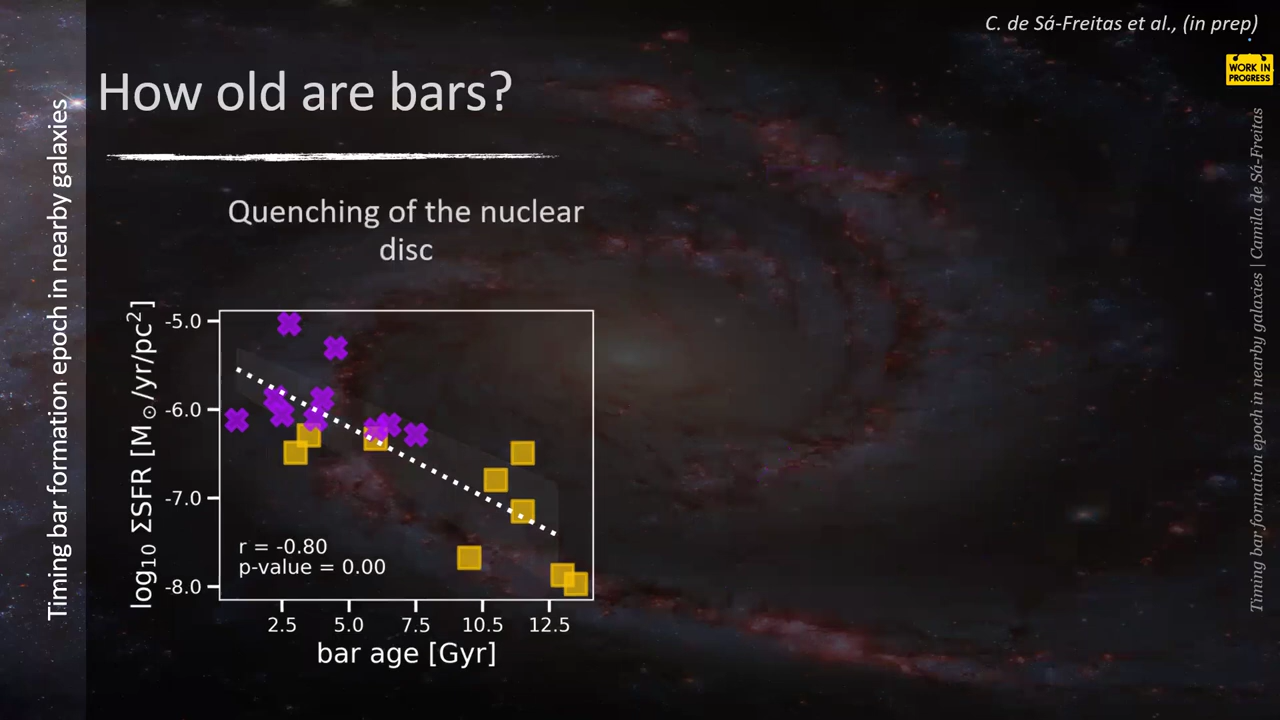 C. de Sá-Freitas et al., (in prep)
WORK IN
PROGRESS
How old are bars?
Timing bar formation epoch in nearby galaxies
Quenching of the nuclear
disc
log₁₀ ΣSFR [M☉/yr/pc²]
-5.0
-6.0
-7.0
-8.0
r = -0.80
p-value = 0.00
2.5 5.0 7.5 10.5 12.5
bar age [Gyr]
Timing bar formation epoch in nearby galaxies | Camila de Sá-Freitas